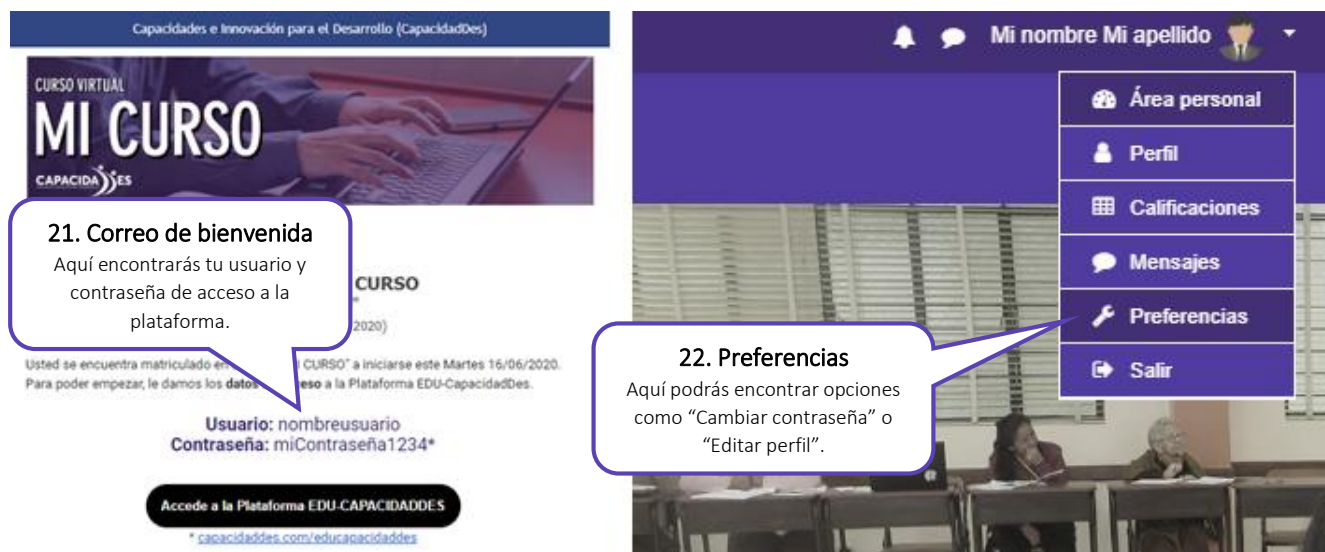 Capacidades e Innovación para el Desarrollo (CapacidadDes)
CURSO VIRTUAL
MI CURSO
CAPACIDADES
21. Correo de bienvenida
Aquí encontrarás tu usuario y
contraseña de acceso a la
plataforma.
CURSO
2020)
Usted se encuentra matriculado en CURSO" a iniciarse este Martes 16/06/2020.
Para poder empezar, le damos los datos eso a la Plataforma EDU-CapacidadDes.
Usuario: nombreusuario
Contraseña: miContraseña1234*
Accede a la Plataforma EDU-CAPACIDADDES
* capacidaddes.com/educapacidaddes
Mi nombre Mi apellido
Área personal
Perfil
Calificaciones
Mensajes
Preferencias
Salir
22. Preferencias
Aquí podrás encontrar opciones
como “Cambiar contraseña” o
“Editar perfil”.